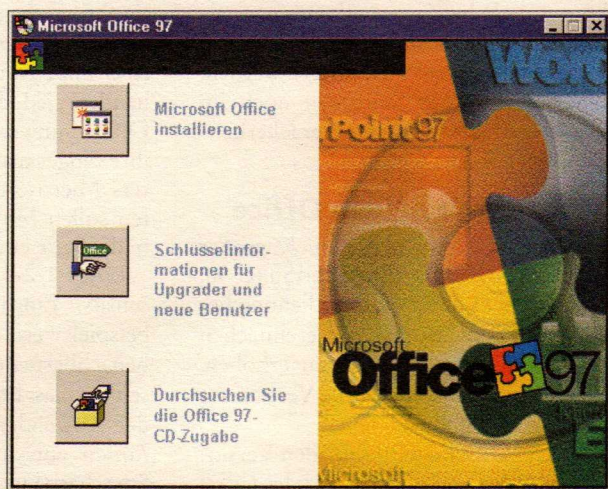 Microsoft Office 97
Microsoft Office
installieren
Schlusselinfor-
mationen für
Upgrader und
neue Benutzer
Durchsuchen Sie
die Office 97-
CD-Zugabe
Word
rPoint 97
Office
Microsoft
Office 97
Microsoft